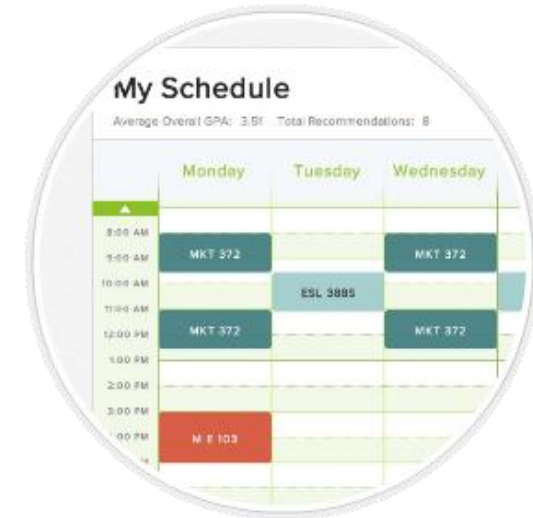 My Schedule
Average Overall GPA: 3.51 Total Recommendations: 8
Monday Tuesday Wednesday
8:00 AM
9:00 AM MKT 372 MKT 372
10:00 AM
ESL 388S
11:00 AM
12:00 PM MKT 372 MKT 372
1:00 PM
2:00 PM
3:00 PM
:00 PM M E 103